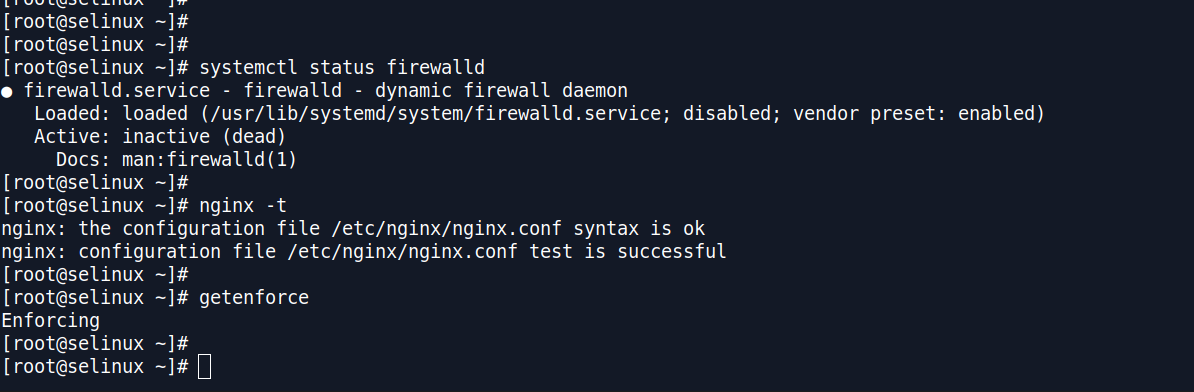 [root@selinux ~]#
[root@selinux ~]#
[root@selinux ~]#
[root@selinux ~]# systemctl status firewalld
● firewalld.service - firewalld - dynamic firewall daemon
   Loaded: loaded (/usr/lib/systemd/system/firewalld.service; disabled; vendor preset: enabled)
   Active: inactive (dead)
     Docs: man:firewalld(1)
[root@selinux ~]#
[root@selinux ~]# nginx -t
nginx: the configuration file /etc/nginx/nginx.conf syntax is ok
nginx: configuration file /etc/nginx/nginx.conf test is successful
[root@selinux ~]#
[root@selinux ~]# getenforce
Enforcing
[root@selinux ~]#
[root@selinux ~]#